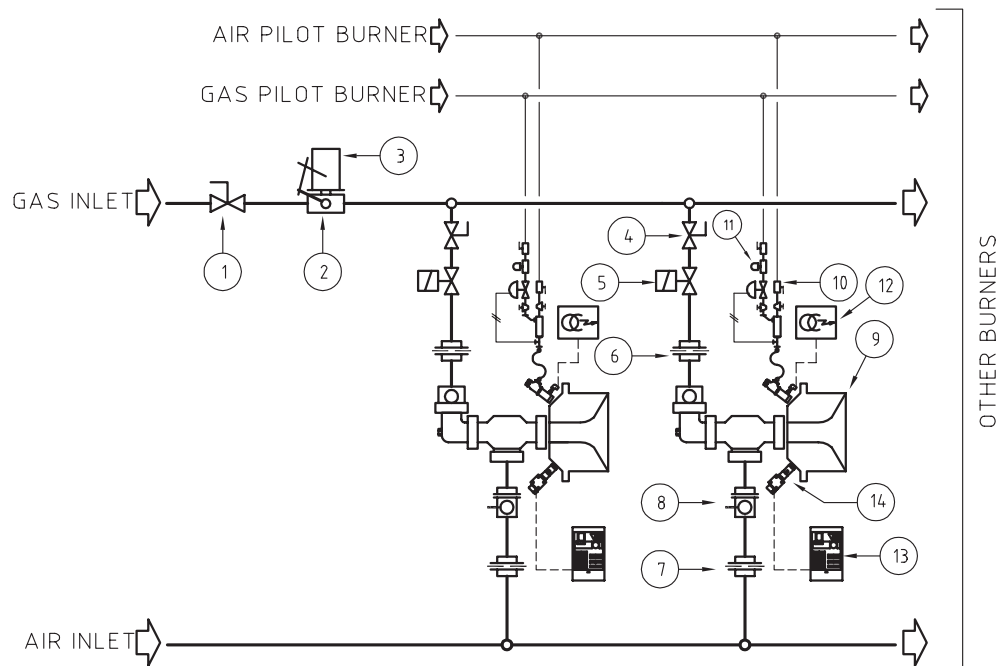 AIR PILOT BURNER
GAS PILOT BURNER
3
GAS INLET
1
2
4
11
5
10
12
6
9
8
14
7
13
AIR INLET
OTHER BURNERS